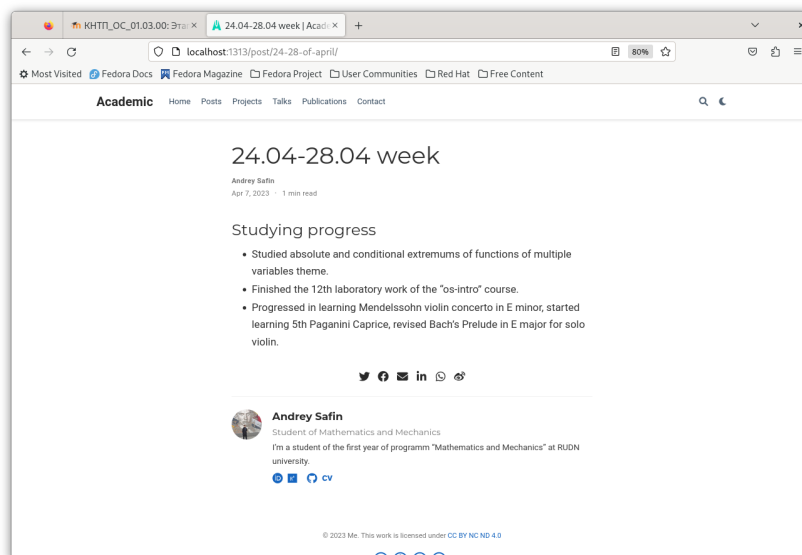 КНТП_ОС_01.03.00: Эта
24.04-28.04 week | Acade
localhost:1313/post/24-28-of-april/
80%
Most Visited Fedora Docs Fedora Magazine Fedora Project User Communities Red Hat Free Content
Academic Home Posts Projects Talks Publications Contact
24.04-28.04 week
Andrey Safin
Apr 7, 2023 · 1 min read
Studying progress
• Studied absolute and conditional extremums of functions of multiple
variables theme.
• Finished the 12th laboratory work of the “os-intro” course.
• Progressed in learning Mendelssohn violin concerto in E minor, started
learning 5th Paganini Caprice, revised Bach’s Prelude in E major for solo
violin.
Andrey Safin
Student of Mathematics and Mechanics
I’m a student of the first year of programm “Mathematics and Mechanics” at RUDN
university.
CV
© 2023 Me. This work is licensed under CC BY NC ND 4.0